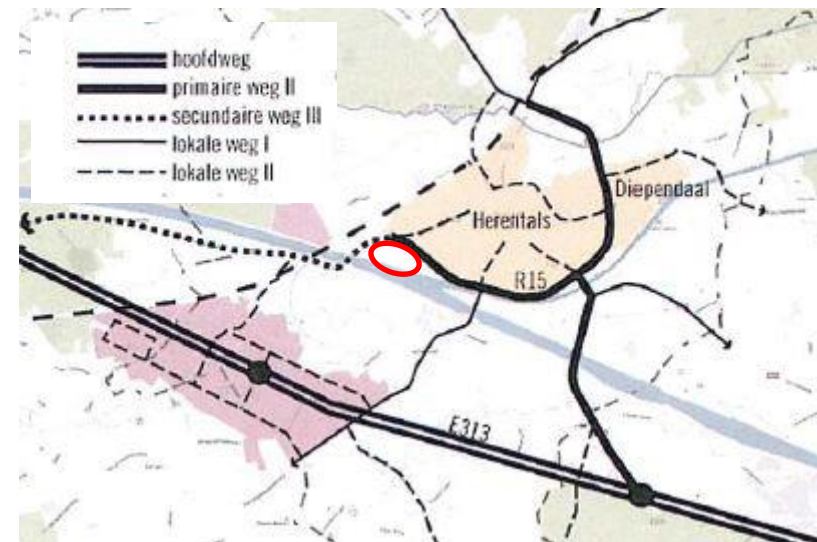 hoofdweg
primaire weg II
secundaire weg III
lokale weg I
lokale weg II
Diependaal
Herentals
R15
E313